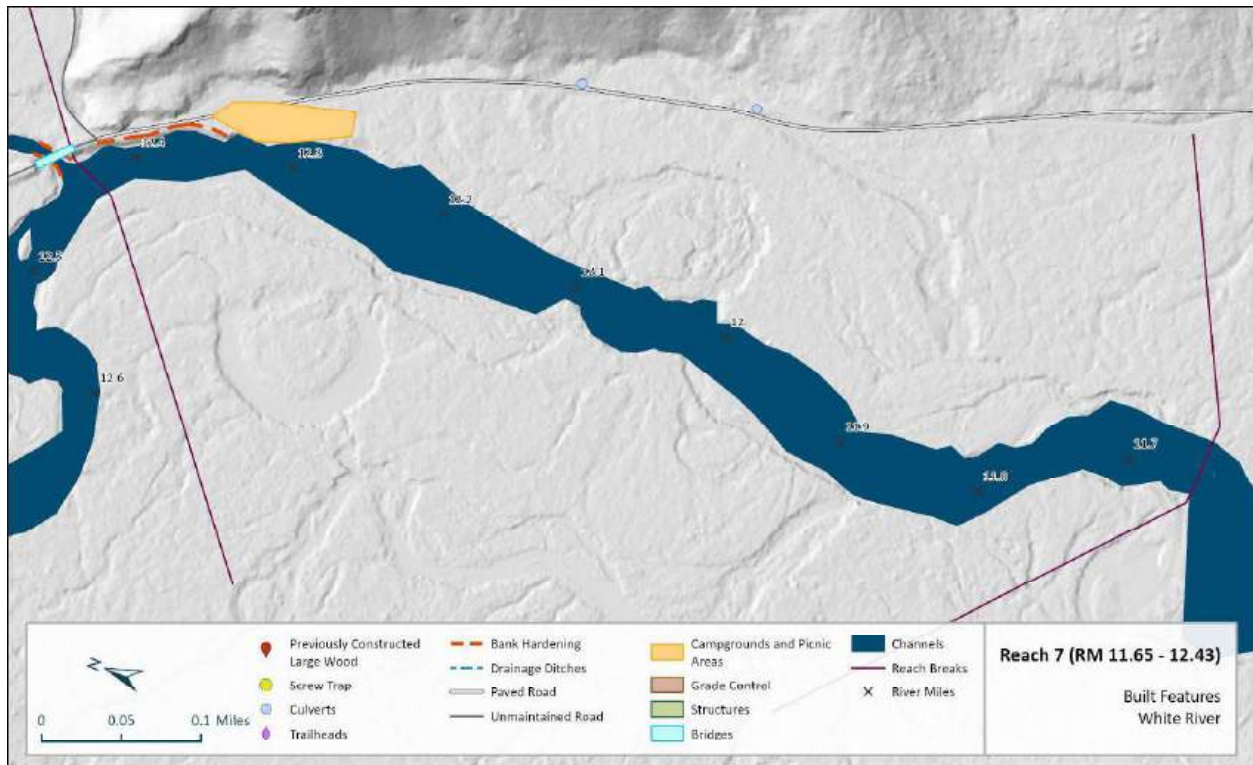 12.4
12.3
12.2
12.5
12.1
12
12.6
11.9
11.7
11.8
N
0 0.05 0.1 Miles
Previously Constructed
Large Wood
Screw Trap
Culverts
Trailheads
Bank Hardening
Drainage Ditches
Paved Road
Unmaintained Road
Campgrounds and Picnic
Areas
Grade Control
Structures
Bridges
Channels
Reach Breaks
River Miles
Reach 7 (RM 11.65 - 12.43)
Built Features
White River